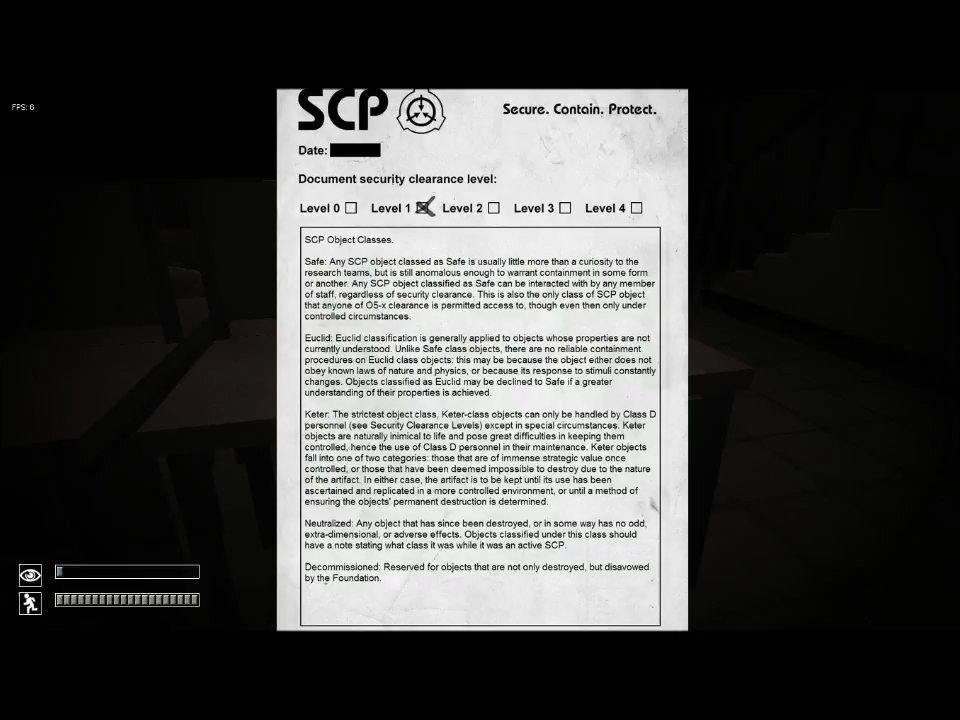 FPS: 6
SCP
Secure. Contain. Protect.
Date:
Document security clearance level:
Level 0 Level 1 Level 2 Level 3 Level 4
SCP Object Classes.
Safe: Any SCP object classed as Safe is usually little more than a curiosity to the
research teams, but is still anomalous enough to warrant containment in some form
or another. Any SCP object classified as Safe can be interacted with by any member
of staff, regardless of security clearance. This is also the only class of SCP object
that anyone of O5-x clearance is permitted access to, though even then only under
controlled circumstances.
Euclid: Euclid classification is generally applied to objects whose properties are not
currently understood. Unlike Safe class objects, there are no reliable containment
procedures on Euclid class objects: this may be because the object either does not
obey known laws of nature and physics, or because its response to stimuli constantly
changes. Objects classified as Euclid may be declined to Safe if a greater
understanding of their properties is achieved.
Keter: The strictest object class, Keter-class objects can only be handled by Class D
personnel (see Security Clearance Levels) except in special circumstances. Keter
objects are naturally inimical to life and pose great difficulties in keeping them
controlled, hence the use of Class D personnel in their maintenance. Keter objects
fall into one of two categories: those that are of immense strategic value once
controlled, or those that have been deemed impossible to destroy due to the nature
of the artifact. In either case, the artifact is to be kept until its use has been
ascertained and replicated in a more controlled environment, or until a method of
ensuring the objects' permanent destruction is determined.
Neutralized: Any object that has since been destroyed, or in some way has no odd,
extra-dimensional, or adverse effects. Objects classified under this class should
have a note stating what class it was while it was an active SCP.
Decommissioned: Reserved for objects that are not only destroyed, but disavowed
by the Foundation.